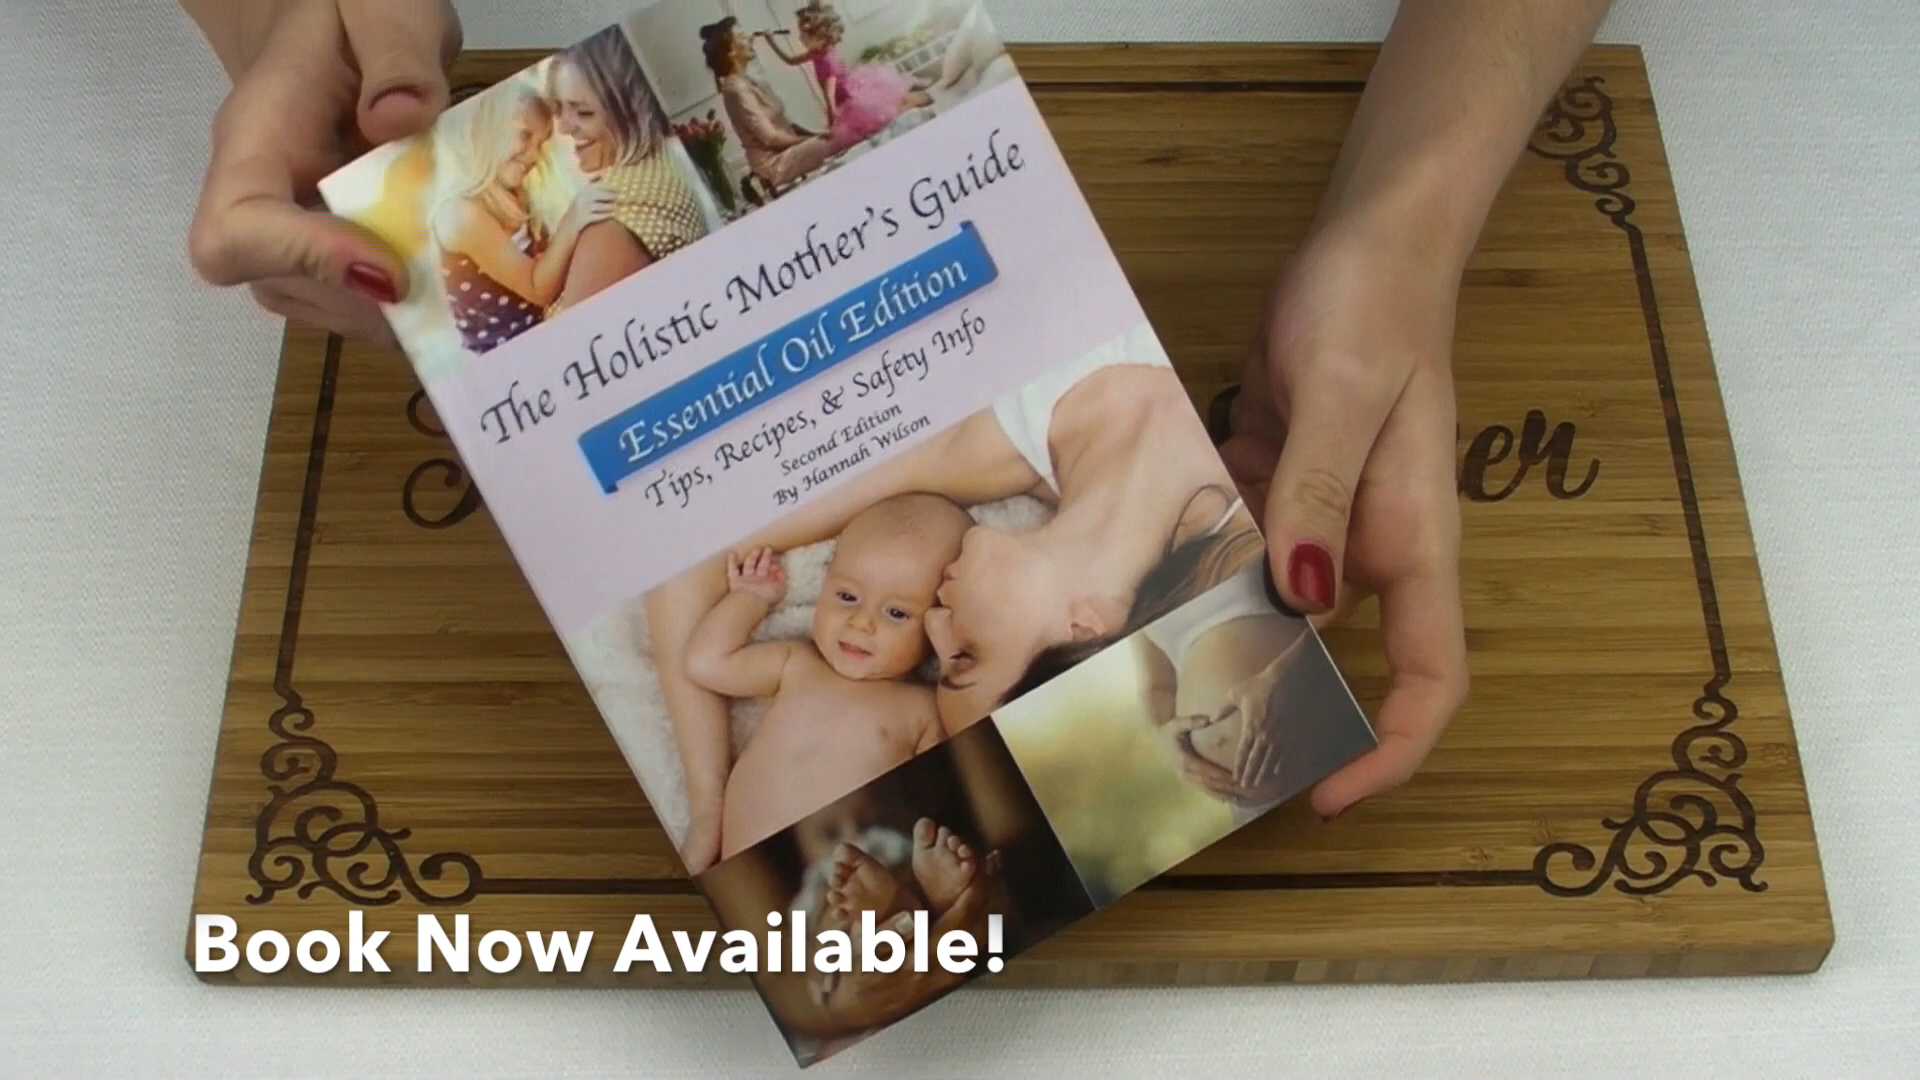 The Holistic Mother's Guide
Essential Oil Edition
Tips, Recipes, & Safety Info
Second Edition
By Hannah Wilson
er
Book Now Available!